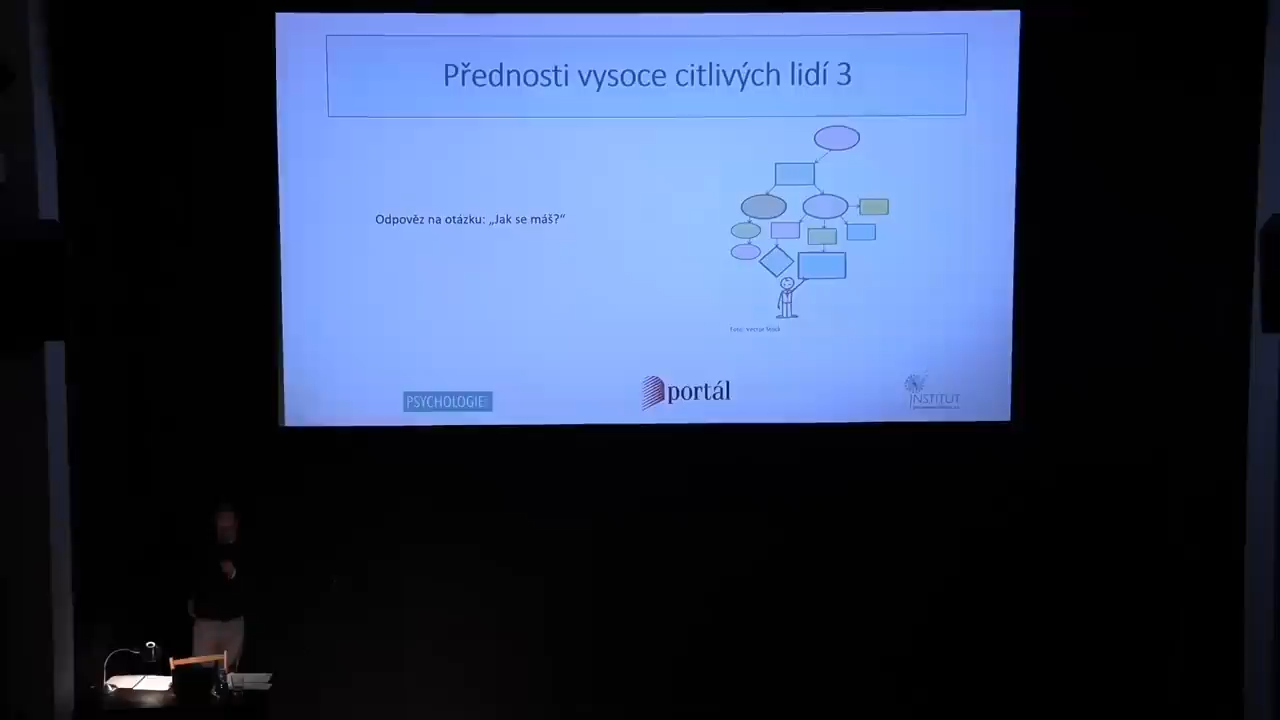 Přednosti vysoce citlivých lidí 3
Odpověz na otázku: „Jak se máš?“
PSYCHOLOGIE
portál
INSTITUT